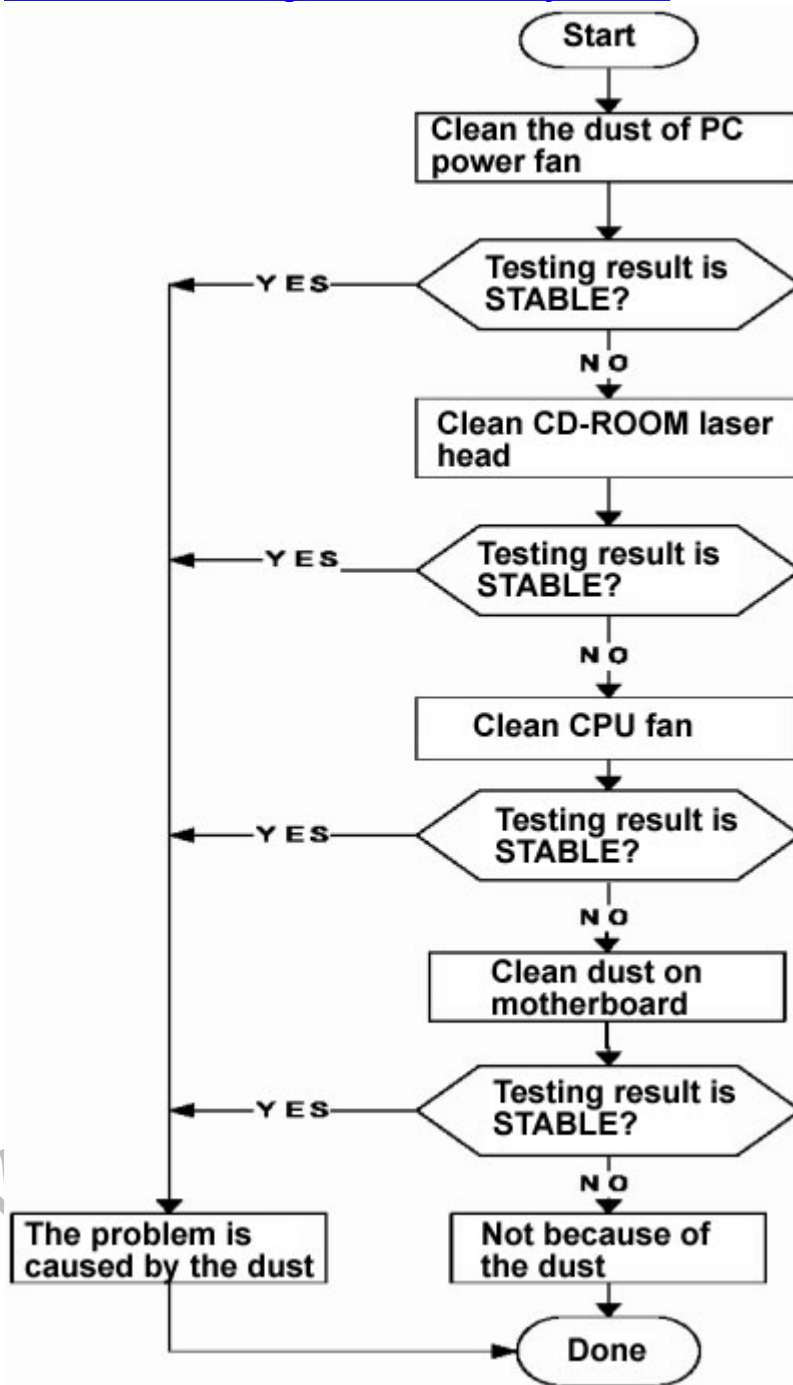 Start
Clean the dust of PC
power fan
Testing result is
STABLE?
YES
NO
Clean CD-ROOM laser
head
Testing result is
STABLE?
YES
NO
Clean CPU fan
Testing result is
STABLE?
YES
NO
Clean dust on
motherboard
Testing result is
STABLE?
YES
NO
The problem is
caused by the dust
Not because of
the dust
Done